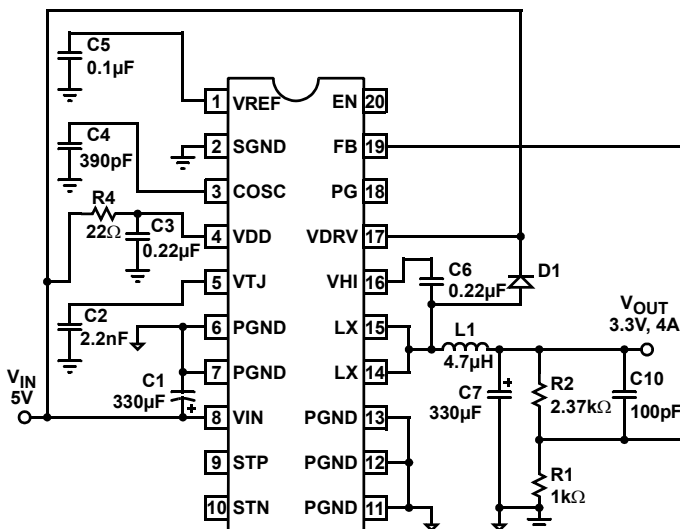 C5
0.1µF
1 VREF
EN 20
C4
390pF
2 SGND
FB 19
3 COSC
PG 18
R4
22Ω
C3
0.22µF
4 VDD
VDRV 17
5 VTJ
VHI 16
C6
0.22µF
D1
C2
2.2nF
6 PGND
LX 15
L1
4.7µH
VOUT
3.3V, 4A
7 PGND
LX 14
C1
330µF
C7
330µF
R2
2.37kΩ
C10
100pF
VIN
5V
8 VIN
PGND 13
9 STP
PGND 12
R1
1kΩ
10 STN
PGND 11